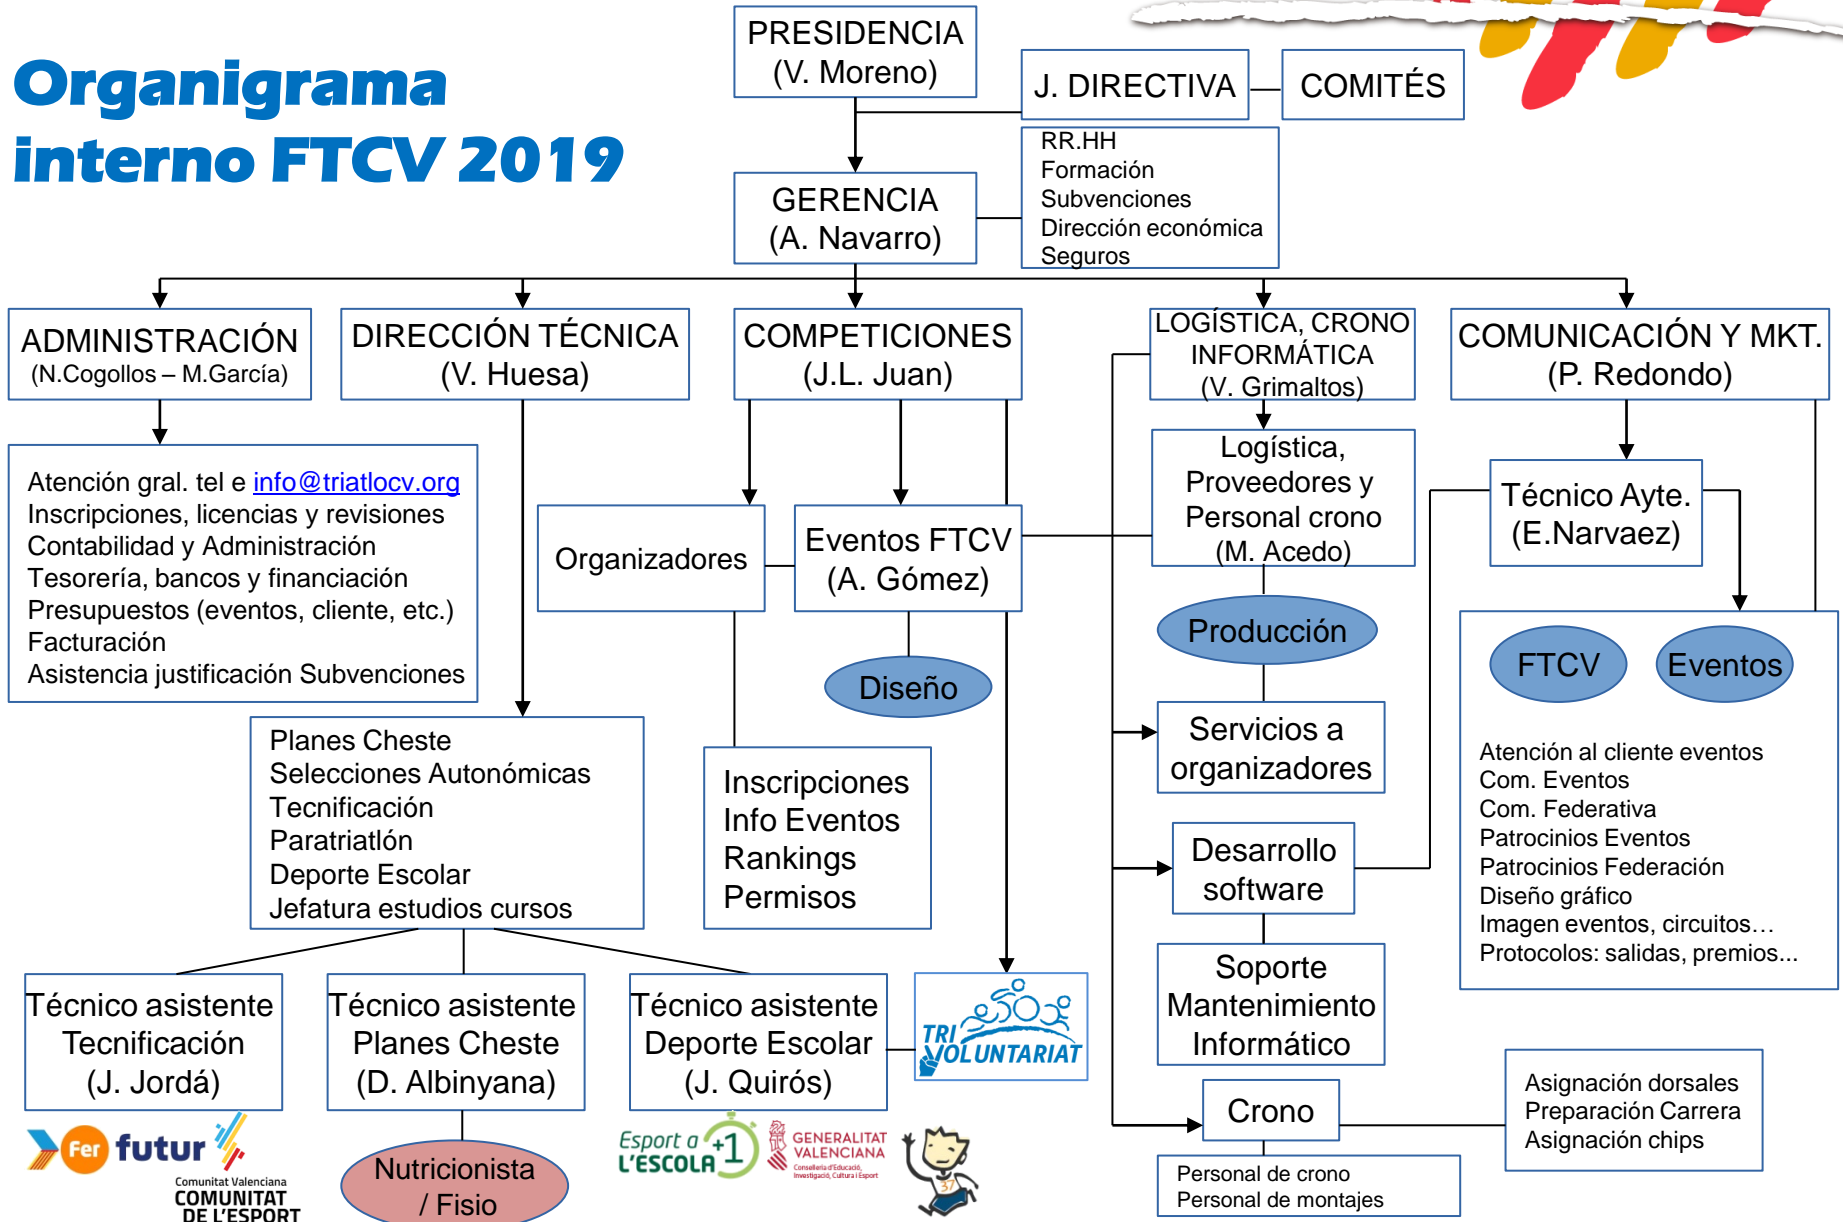 Organigrama
interno FTCV 2019
PRESIDENCIA
(V. Moreno)
J. DIRECTIVA
COMITÉS
GERENCIA
(A. Navarro)
RR.HH
Formación
Subvenciones
Dirección económica
Seguros
ADMINISTRACIÓN
(N.Cogollos – M.García)
DIRECCIÓN TÉCNICA
(V. Huesa)
COMPETICIONES
(J.L. Juan)
LOGÍSTICA, CRONO
INFORMÁTICA
(V. Grimaltos)
COMUNICACIÓN Y MKT.
(P. Redondo)
Atención gral. tel e info@triatlocv.org
Inscripciones, licencias y revisiones
Contabilidad y Administración
Tesorería, bancos y financiación
Presupuestos (eventos, cliente, etc.)
Facturación
Asistencia justificación Subvenciones
Organizadores
Eventos FTCV
(A. Gómez)
Logística,
Proveedores y
Personal crono
(M. Acedo)
Técnico Ayte.
(E.Narvaez)
Diseño
Producción
FTCV
Eventos
Planes Cheste
Selecciones Autonómicas
Tecnificación
Paratriatlón
Deporte Escolar
Jefatura estudios cursos
Inscripciones
Info Eventos
Rankings
Permisos
Servicios a
organizadores
Desarrollo
software
Soporte
Mantenimiento
Informático
Atención al cliente eventos
Com. Eventos
Com. Federativa
Patrocinios Eventos
Patrocinios Federación
Diseño gráfico
Imagen eventos, circuitos…
Protocolos: salidas, premios...
Técnico asistente
Tecnificación
(J. Jordá)
Técnico asistente
Planes Cheste
(D. Albinyana)
Técnico asistente
Deporte Escolar
(J. Quirós)
TRI
VOLUNTARIAT
Crono
Asignación dorsales
Preparación Carrera
Asignación chips
Personal de crono
Personal de montajes
Nutricionista
/ Fisio
Fer futur
Comunitat Valenciana
COMUNITAT
DE L'ESPORT
Esport a
L'ESCOLA +1
GENERALITAT
VALENCIANA
Conselleria d'Educació,
Investigació, Cultura i Esport
37